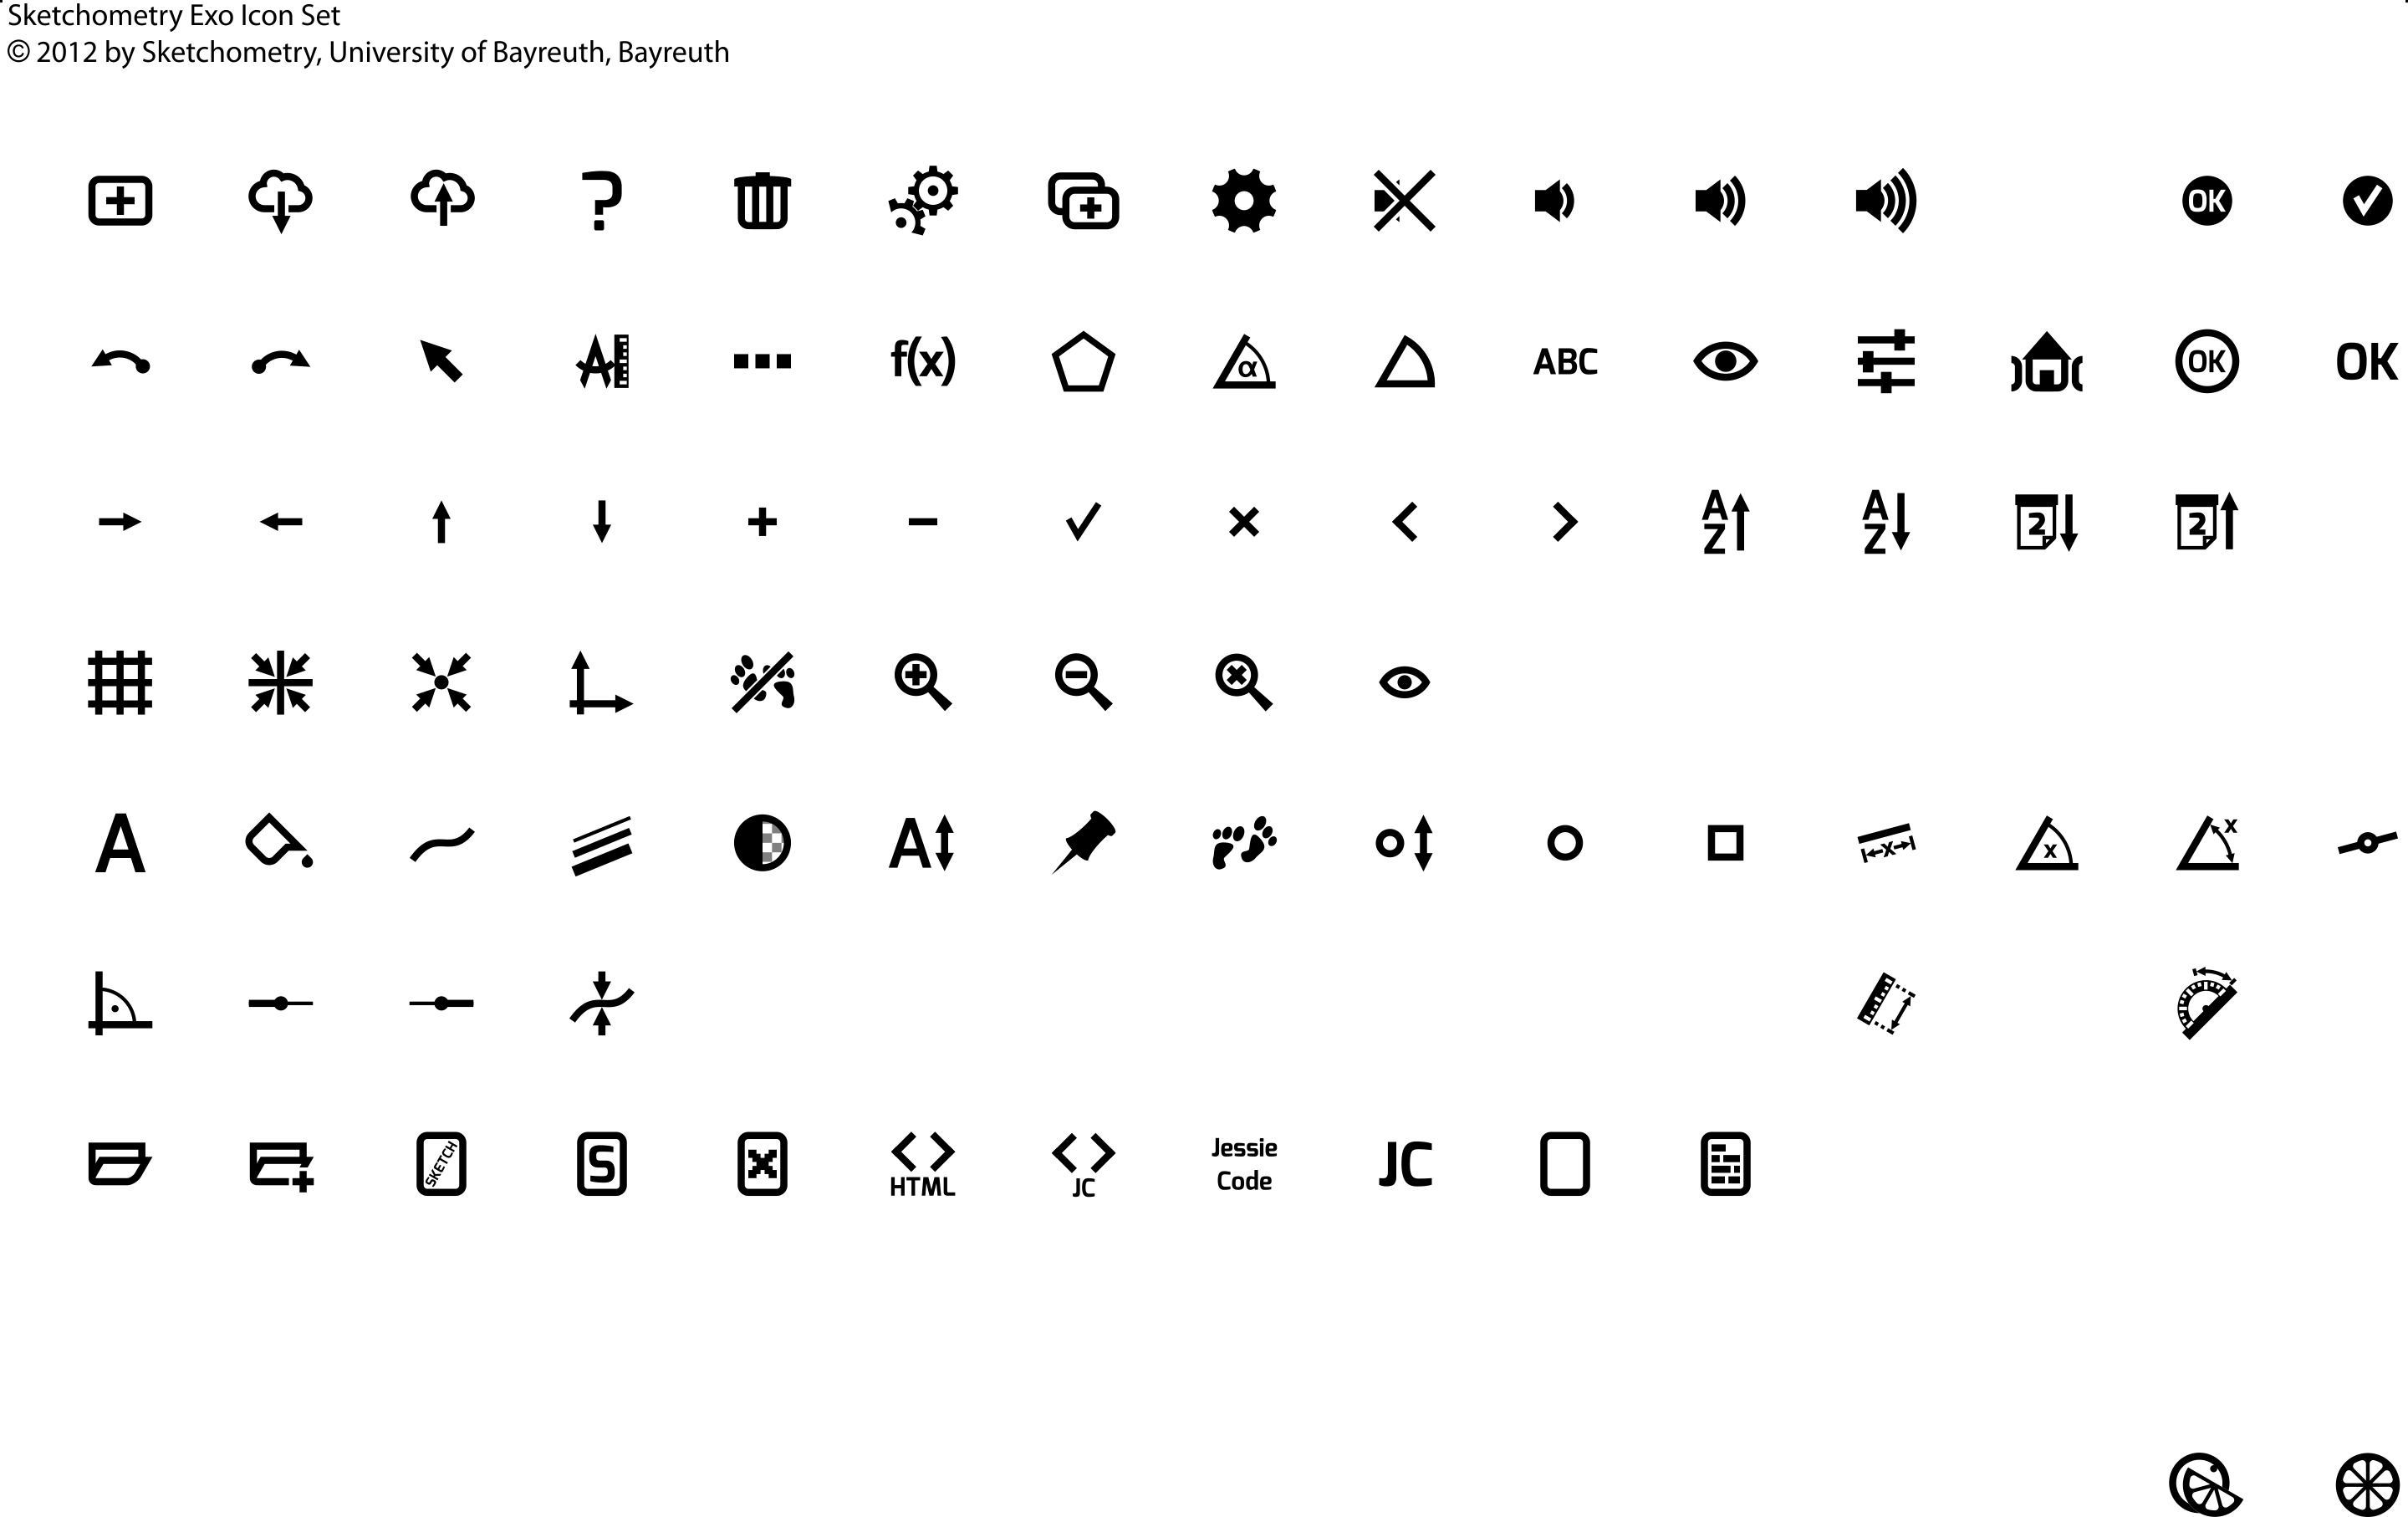 Sketchometry Exo Icon Set
© 2012 by Sketchometry, University of Bayreuth, Bayreuth
OK
f(x)
α
ABC
OK
OK
A
Z
A
Z
2
2
A
A
x
x
x
SKETCH
S
HTML
JC
Jessie
Code
JC